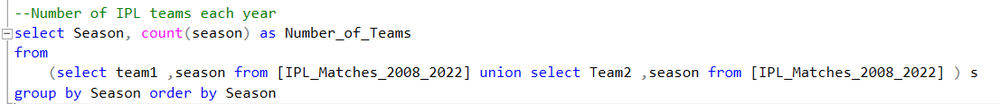 --Number of IPL teams each year
select Season, count(season) as Number_of_Teams
from
(select team1 ,season from [IPL_Matches_2008_2022] union select Team2 ,season from [IPL_Matches_2008_2022] ) s
group by Season order by Season